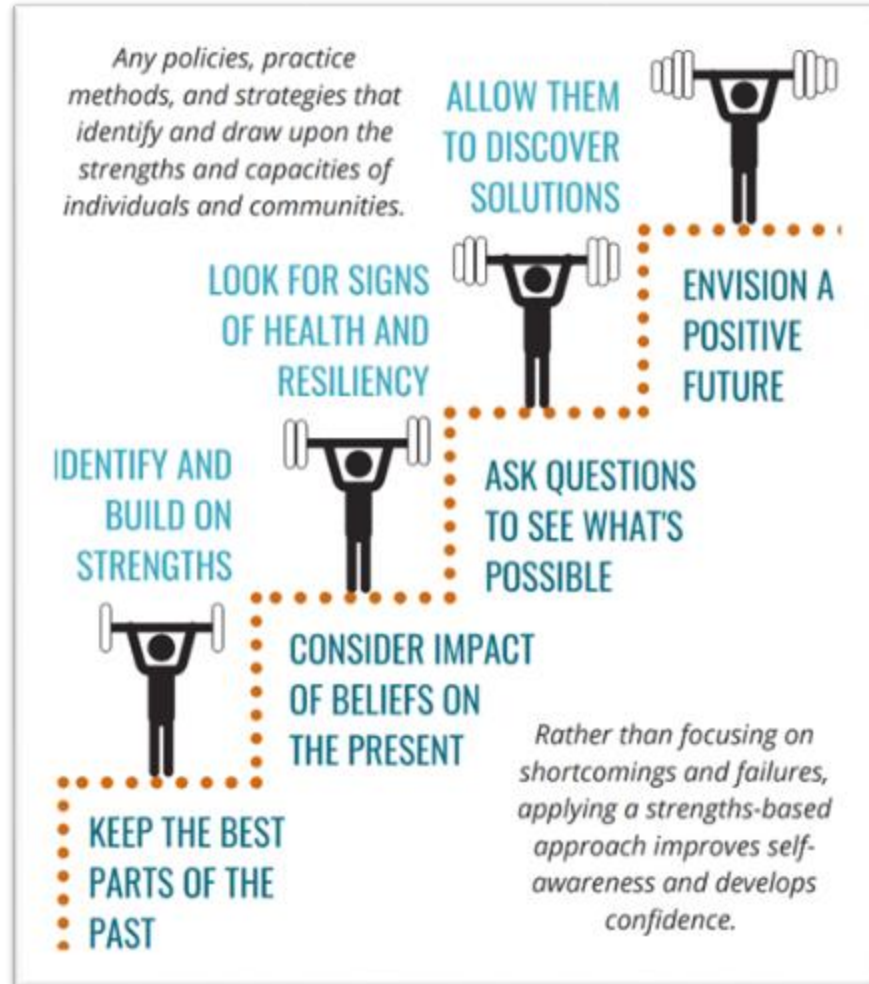 Any policies, practice
methods, and strategies that
identify and draw upon the
strengths and capacities of
individuals and communities.
ALLOW THEM
TO DISCOVER
SOLUTIONS
LOOK FOR SIGNS
OF HEALTH AND
RESILIENCY
ENVISION A
POSITIVE
FUTURE
IDENTIFY AND
BUILD ON
STRENGTHS
ASK QUESTIONS
TO SEE WHAT'S
POSSIBLE
CONSIDER IMPACT
OF BELIEFS ON
THE PRESENT
Rather than focusing on
shortcomings and failures,
applying a strengths-based
approach improves self-
awareness and develops
confidence.
KEEP THE BEST
PARTS OF THE
PAST